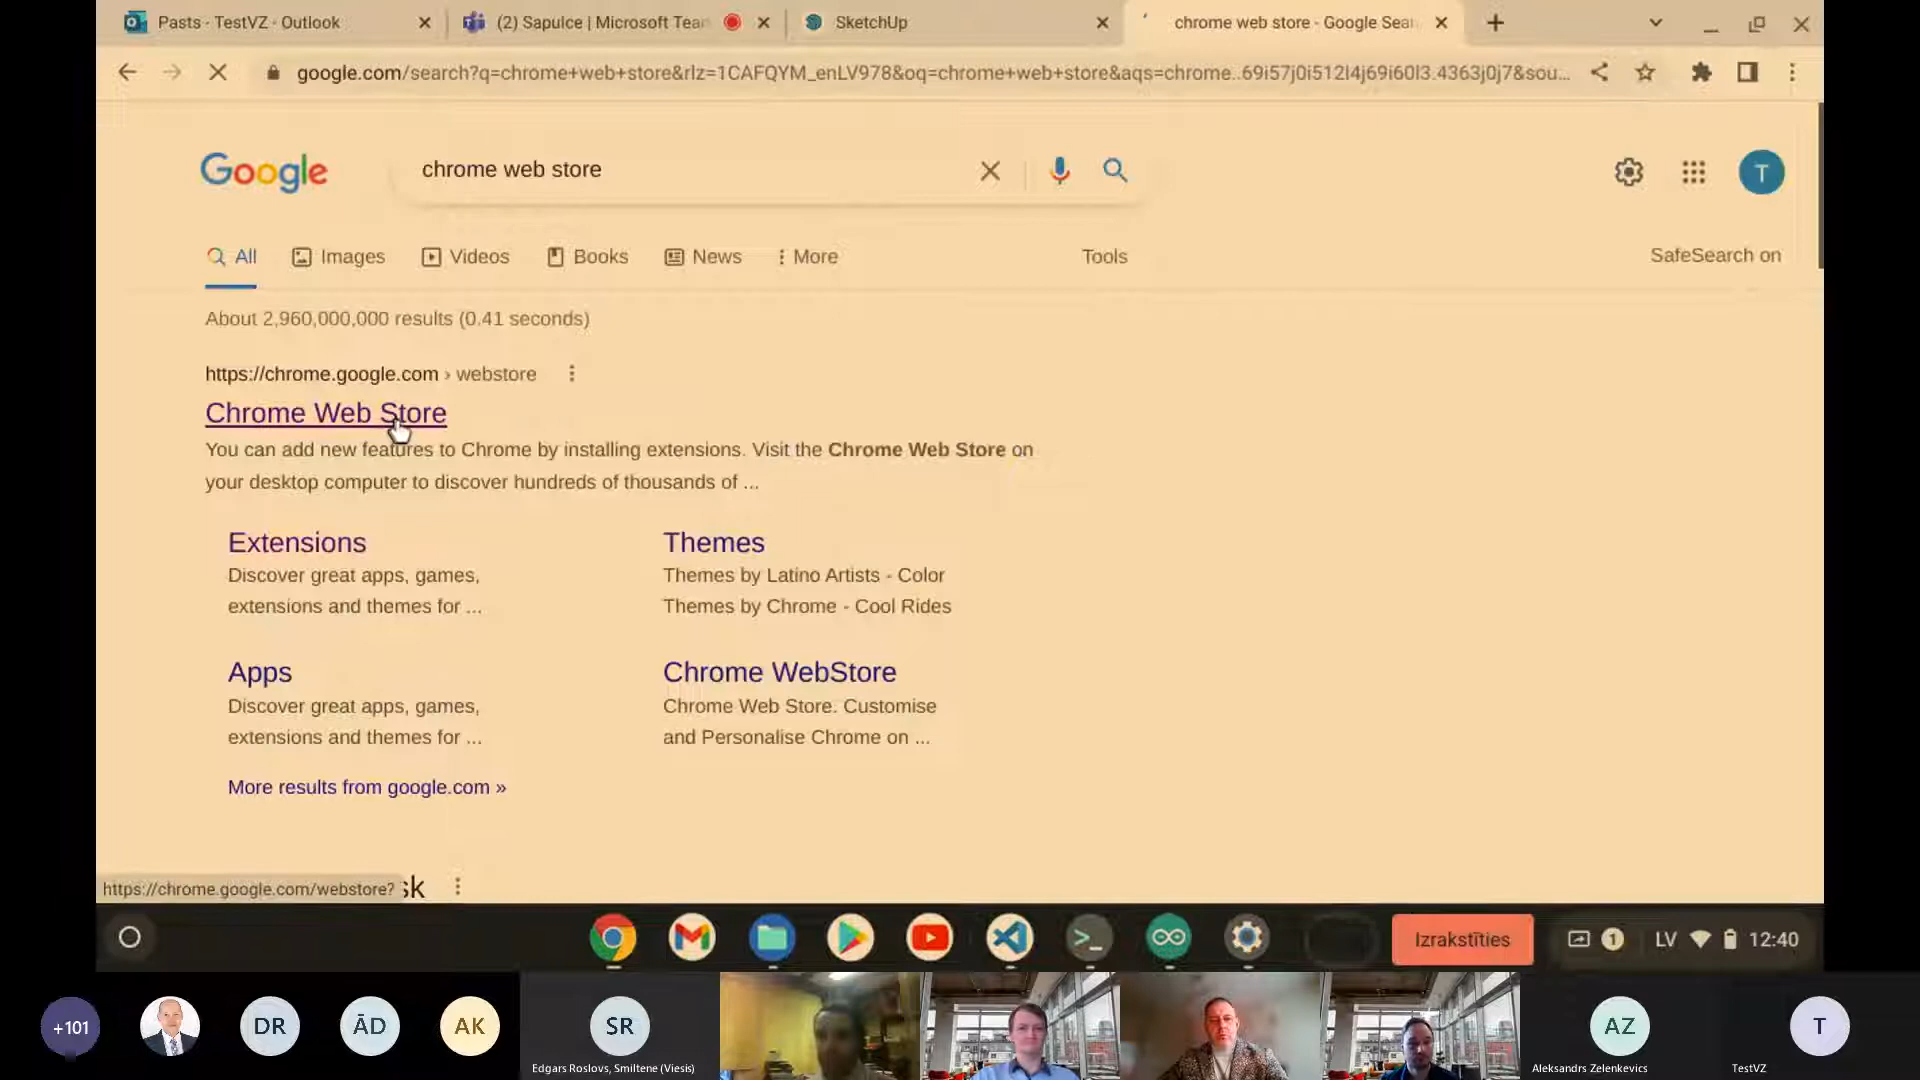 Pasts - TestVZ - Outlook
(2) Sapulce | Microsoft Tear
SketchUp
chrome web store - Google Sear
google.com/search?q=chrome+web+store&rlz=1CAFQYM_enLV978&oq=chrome+web+store&aqs=chrome..69i57j0i512l4j69i60l3.4363j0j7&sou...
Google
chrome web store
T
All
Images
Videos
Books
News
More
Tools
SafeSearch on
About 2,960,000,000 results (0.41 seconds)
https://chrome.google.com › webstore
Chrome Web Store
You can add new features to Chrome by installing extensions. Visit the Chrome Web Store on
your desktop computer to discover hundreds of thousands of ...
Extensions
Discover great apps, games,
extensions and themes for ...
Themes
Themes by Latino Artists - Color
Themes by Chrome - Cool Rides
Apps
Discover great apps, games,
extensions and themes for ...
Chrome WebStore
Chrome Web Store. Customise
and Personalise Chrome on ...
More results from google.com »
https://chrome.google.com/webstore?
sk
Izrakstīties
1
LV
12:40
+101
DR
ĀD
AK
SR
Edgars Roslovs, Smiltene (Viesis)
AZ
Aleksandrs Zelenkevics
T
TestVZ